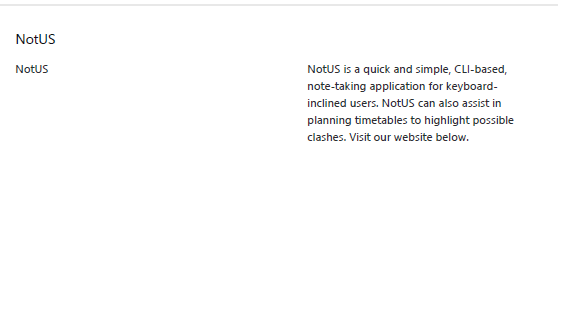 NotUS
NotUS
NotUS is a quick and simple, CLI-based,
note-taking application for keyboard-
inclined users. NotUS can also assist in
planning timetables to highlight possible
clashes. Visit our website below.